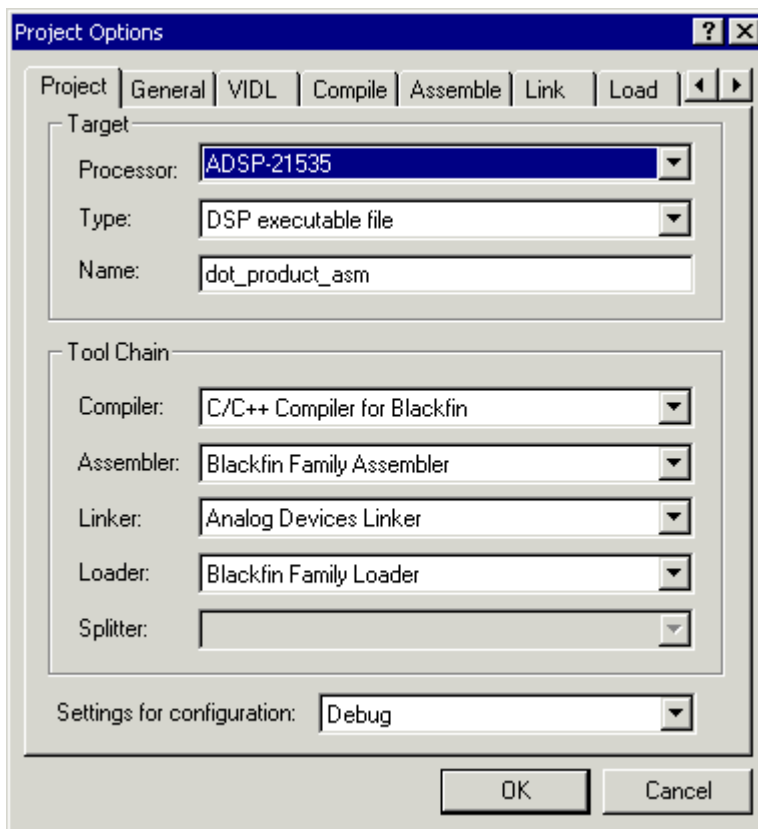 Project Options
Project General VIDL Compile Assemble Link Load
Target
Processor: ADSP-21535
Type: DSP executable file
Name: dot_product_asm
Tool Chain
Compiler: C/C++ Compiler for Blackfin
Assembler: Blackfin Family Assembler
Linker: Analog Devices Linker
Loader: Blackfin Family Loader
Splitter:
Settings for configuration: Debug
OK Cancel